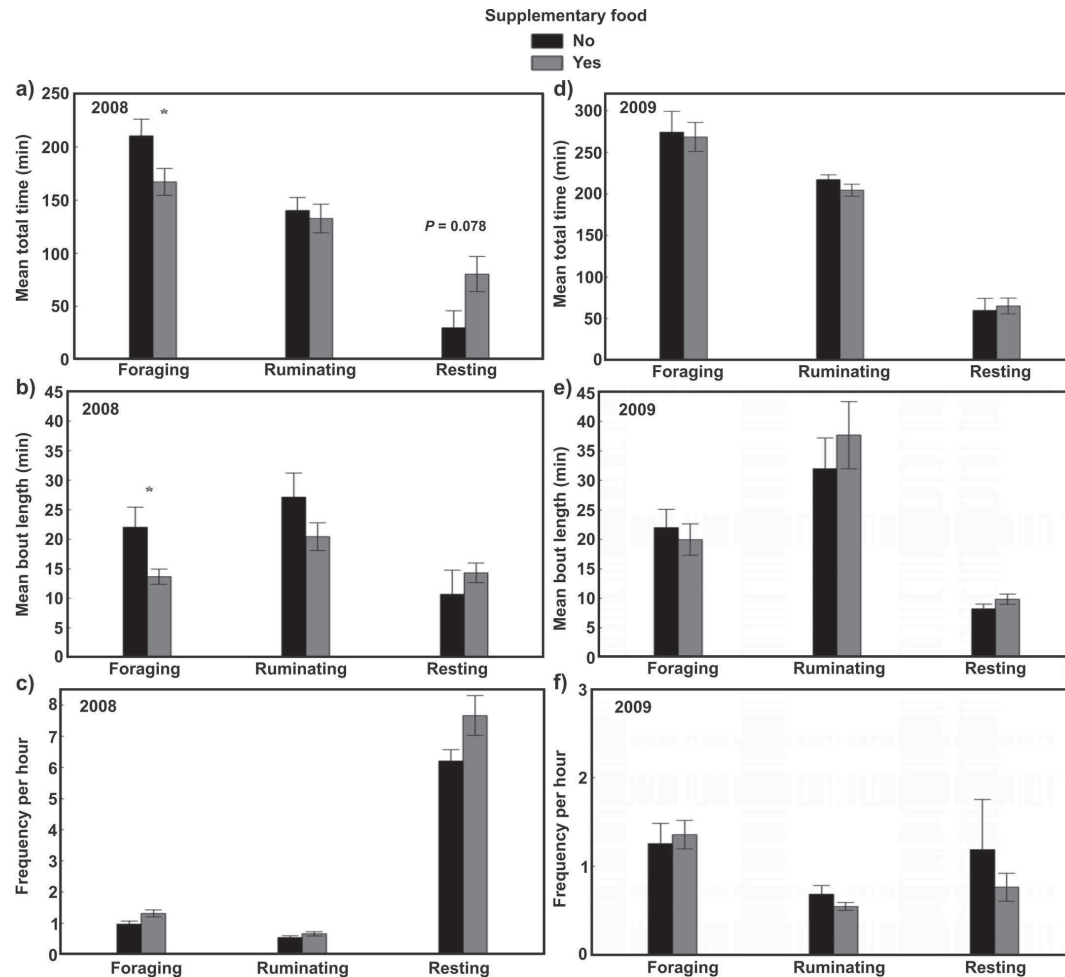 Supplementary food
No
Yes
a)
2008
*
P = 0.078
Mean total time (min)
250
200
150
100
50
0
Foraging Ruminating Resting
d)
2009
Mean total time (min)
300
250
200
150
100
50
0
Foraging Ruminating Resting
b)
2008
*
Mean bout length (min)
45
40
35
30
25
20
15
10
5
0
Foraging Ruminating Resting
e)
2009
Mean bout length (min)
45
40
35
30
25
20
15
10
5
0
Foraging Ruminating Resting
c)
2008
Frequency per hour
8
7
6
5
4
3
2
1
0
Foraging Ruminating Resting
f)
2009
Frequency per hour
3
2
1
0
Foraging Ruminating Resting